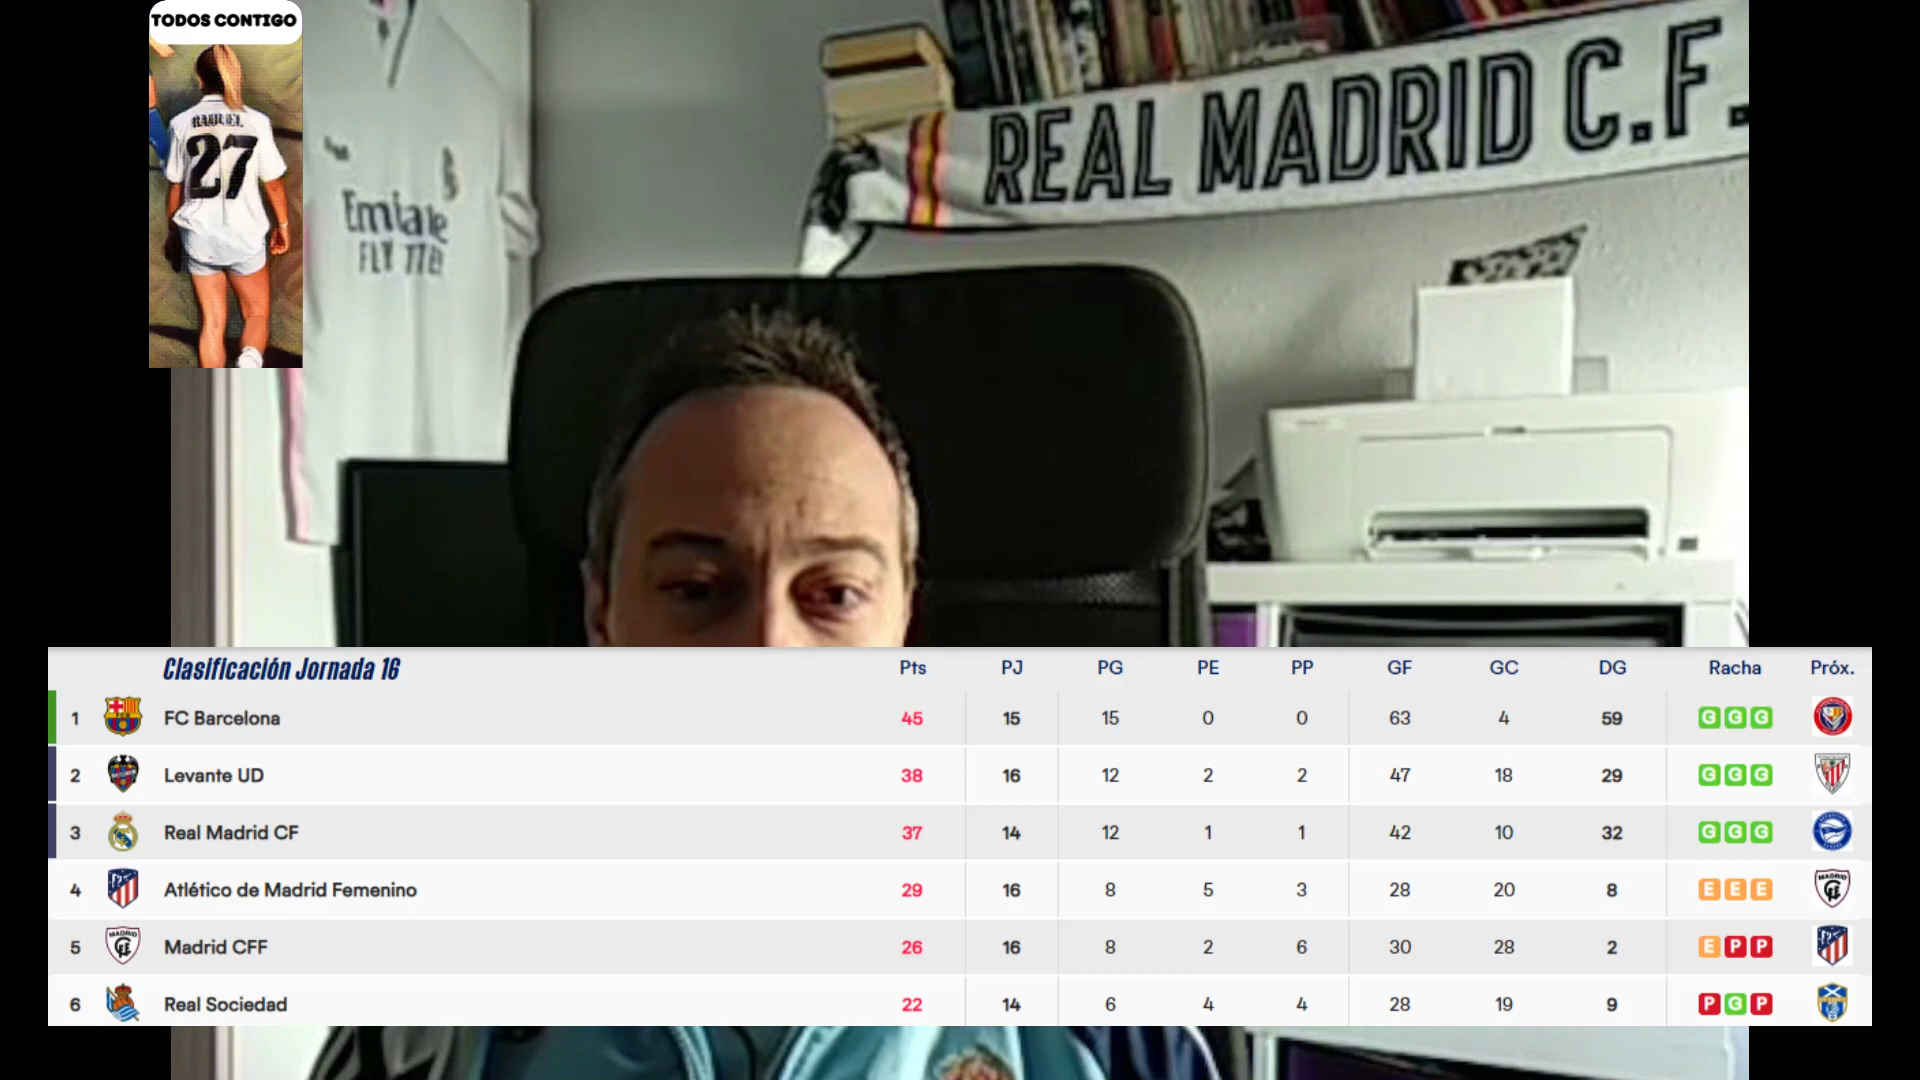 TODOS CONTIGO
RAQUEL
27
Emirate
FLY
REAL MADRID C.F.
Clasificación Jornada 16 Pts PJ PG PE PP GF GC DG Racha Próx.
1 FC Barcelona 45 15 15 0 0 63 4 59 G G G
2 Levante UD 38 16 12 2 2 47 18 29 G G G
3 Real Madrid CF 37 14 12 1 1 42 10 32 G G G
4 Atlético de Madrid Femenino 29 16 8 5 3 28 20 8 E E E
5 Madrid CFF 26 16 8 2 6 30 28 2 E P P
6 Real Sociedad 22 14 6 4 4 28 19 9 P G P